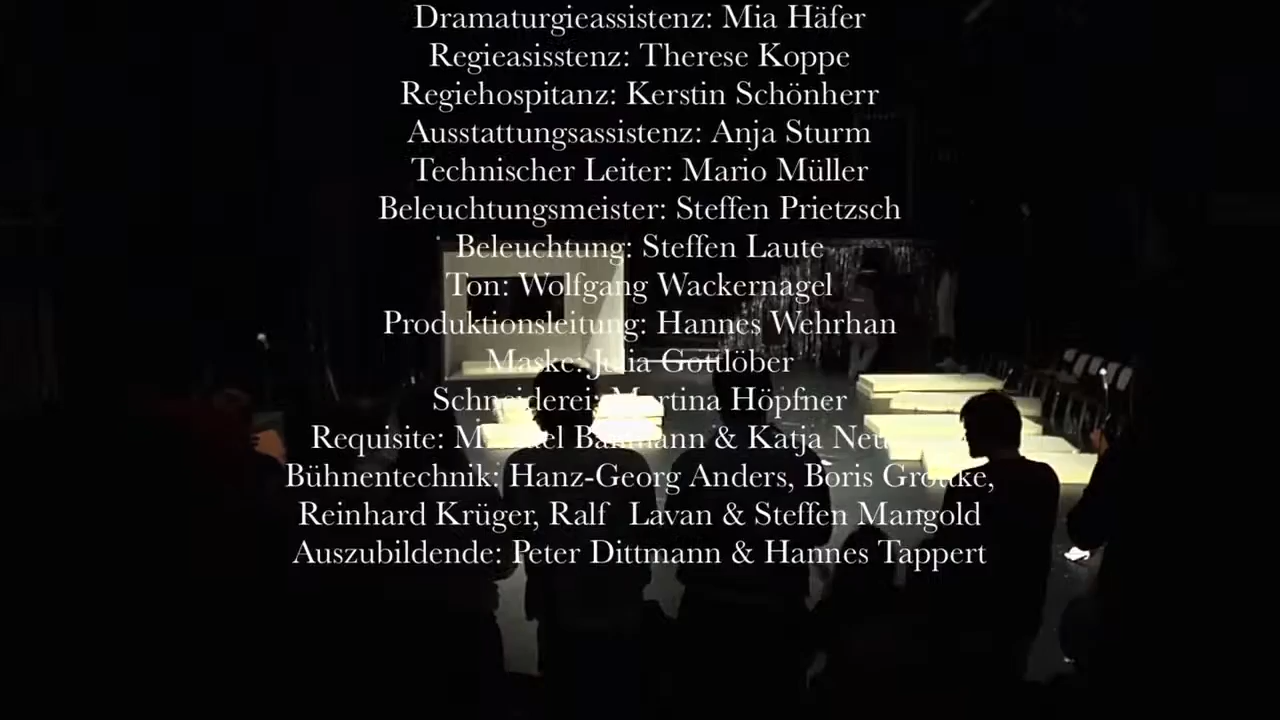 Dramaturgieassistenz: Mia Häfer
Regieasisstenz: Therese Koppe
Regiehospitanz: Kerstin Schönherr
Ausstattungsassistenz: Anja Sturm
Technischer Leiter: Mario Müller
Beleuchtungsmeister: Steffen Prietzsch
Beleuchtung: Steffen Laute
Ton: Wolfgang Wackernagel
Produktionsleitung: Hannes Wehrhan
Maske: Julia Gottlöber
Schneiderei: Martina Höpfner
Requisite: & Katja
Bühnentechnik: Hanz-Georg Anders, Boris
Reinhard Krüger, Ralf Lavan & Steffen Mangold
Auszubildende: Peter Dittmann & Hannes Tappert